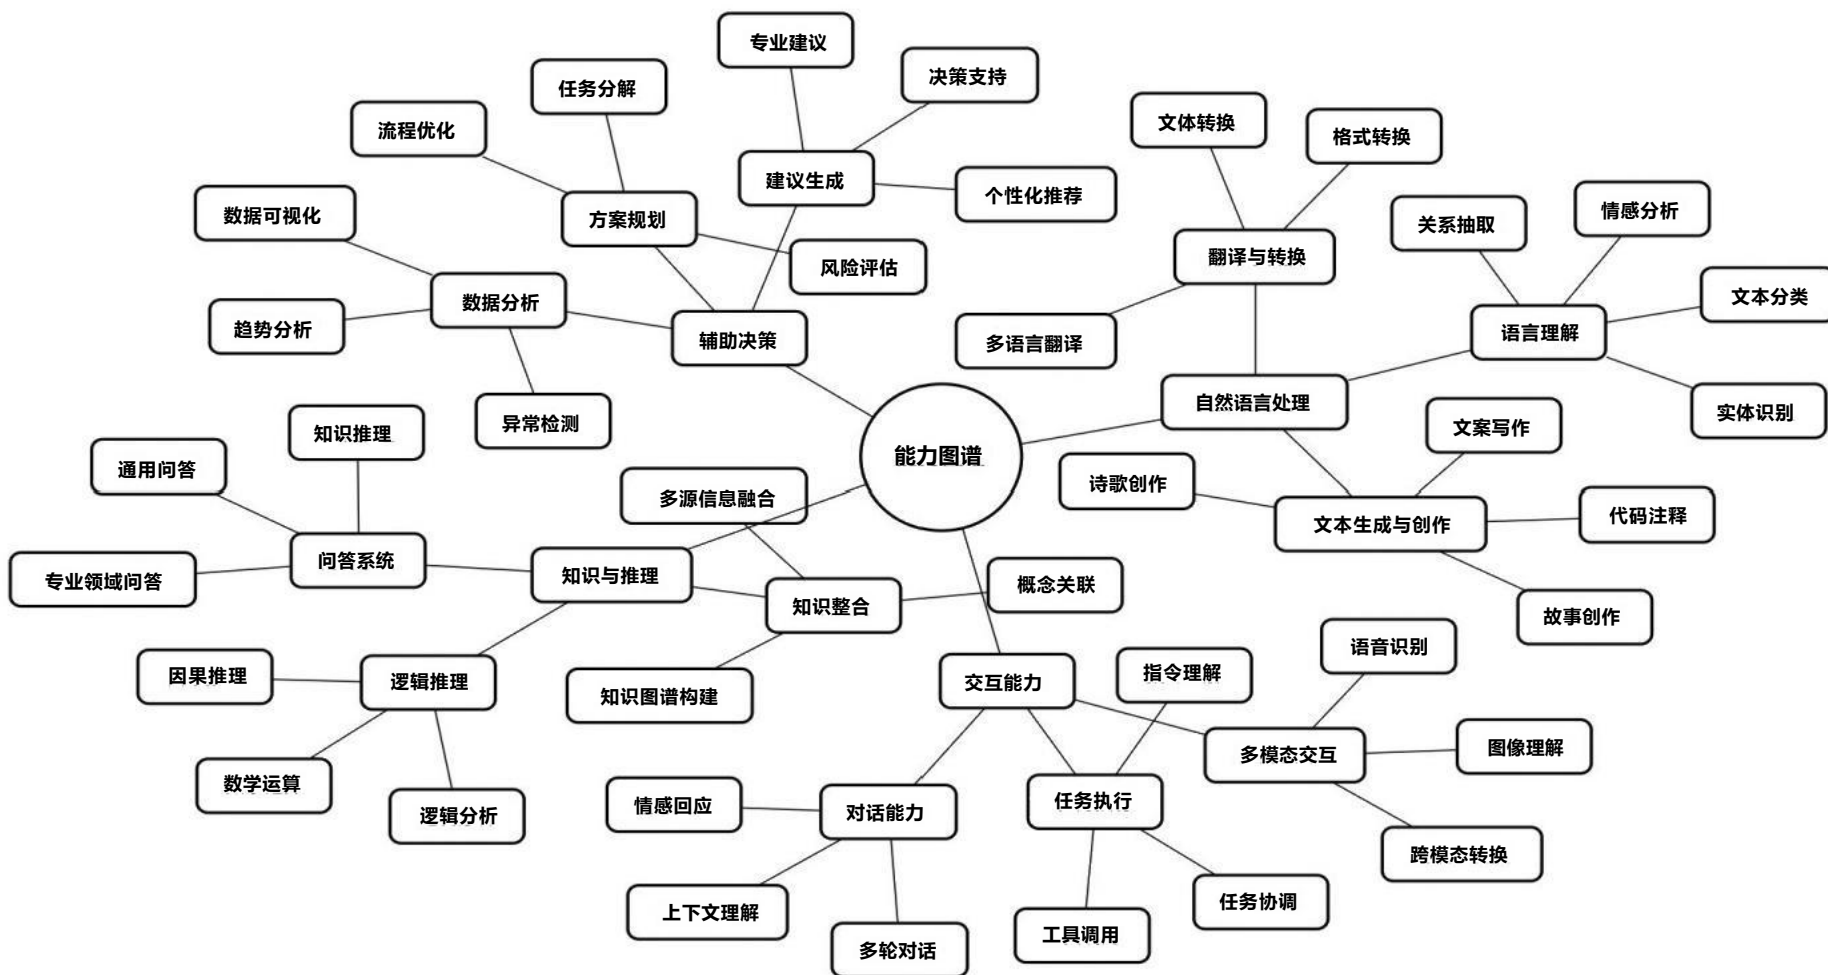 专业建议
决策支持
任务分解
流程优化
建议生成
个性化推荐
方案规划
风险评估
数据可视化
数据分析
趋势分析
辅助决策
异常检测
文体转换
格式转换
翻译与转换
多语言翻译
关系抽取
情感分析
文本分类
语言理解
实体识别
自然语言处理
文案写作
诗歌创作
文本生成与创作
代码注释
故事创作
能力图谱
知识推理
通用问答
问答系统
专业领域问答
知识与推理
多源信息融合
知识整合
概念关联
知识图谱构建
因果推理
逻辑推理
数学运算
逻辑分析
交互能力
指令理解
语音识别
多模态交互
图像理解
跨模态转换
任务执行
任务协调
工具调用
对话能力
情感回应
上下文理解
多轮对话